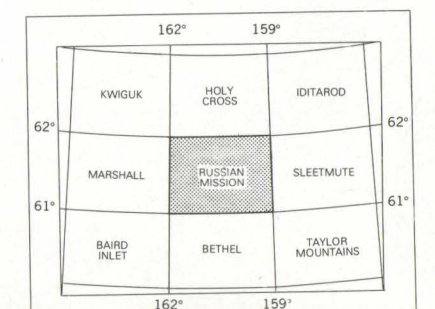 162° 159°
KWIGUK HOLY IDITAROD
CROSS
62° 62°
MARSHALL RUSSIAN SLEETMUTE
MISSION
61° 61°
BAIRD BETHEL TAYLOR
INLET MOUNTAINS
162° 159°